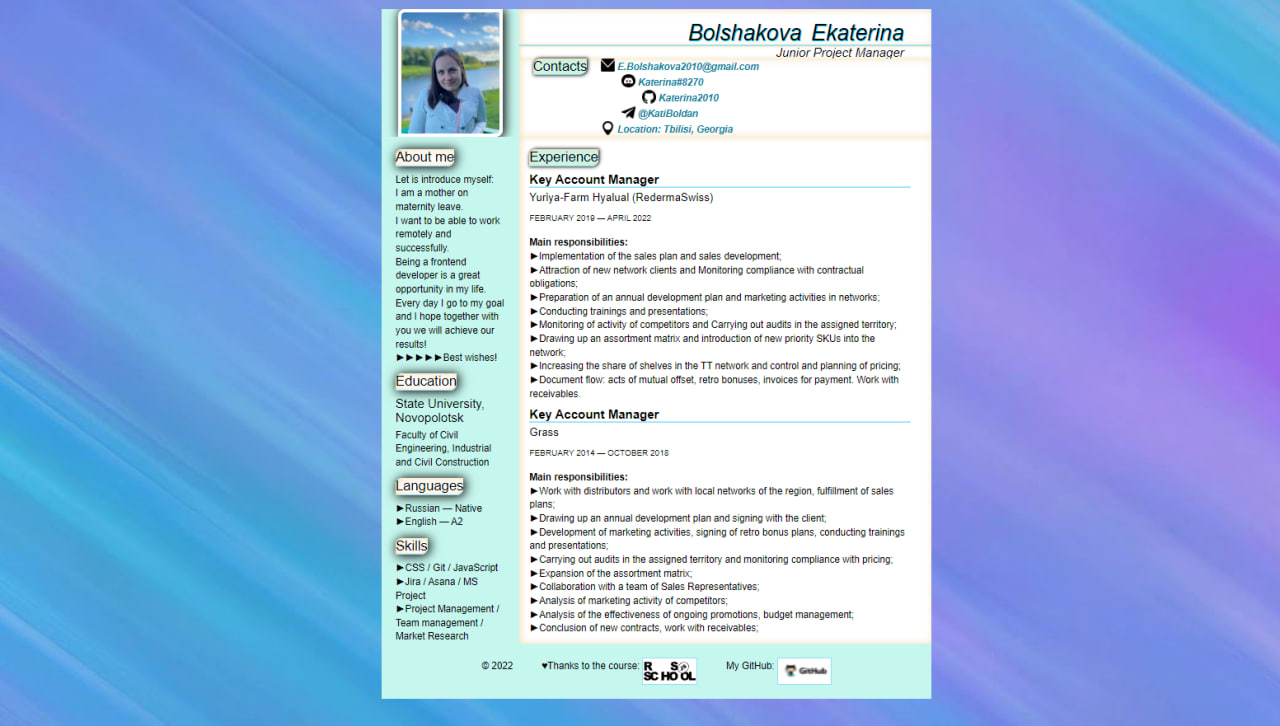 Bolshakova Ekaterina
Junior Project Manager
Contacts
E.Bolshakova2010@gmail.com
Katerina#8270
Katerina2010
@KatiBoldan
Location: Tbilisi, Georgia
About me
Let is introduce myself:
I am a mother on
maternity leave.
I want to be able to work
remotely and
successfully.
Being a frontend
developer is a great
opportunity in my life.
Every day I go to my goal
and I hope together with
you we will achieve our
results!
►►►►►Best wishes!
Education
State University,
Novopolotsk
Faculty of Civil
Engineering, Industrial
and Civil Construction
Languages
►Russian — Native
►English — A2
Skills
►CSS / Git / JavaScript
►Jira / Asana / MS
Project
►Project Management /
Team management /
Market Research
Experience
Key Account Manager
Yuriya-Farm Hyalual (RedermaSwiss)
FEBRUARY 2019 — APRIL 2022
Main responsibilities:
►Implementation of the sales plan and sales development;
►Attraction of new network clients and Monitoring compliance with contractual
obligations;
►Preparation of an annual development plan and marketing activities in networks;
►Conducting trainings and presentations;
►Monitoring of activity of competitors and Carrying out audits in the assigned territory;
►Drawing up an assortment matrix and introduction of new priority SKUs into the
network;
►Increasing the share of shelves in the TT network and control and planning of pricing;
►Document flow: acts of mutual offset, retro bonuses, invoices for payment. Work with
receivables.
Key Account Manager
Grass
FEBRUARY 2014 — OCTOBER 2018
Main responsibilities:
►Work with distributors and work with local networks of the region, fulfillment of sales
plans;
►Drawing up an annual development plan and signing with the client;
►Development of marketing activities, signing of retro bonus plans, conducting trainings
and presentations;
►Carrying out audits in the assigned territory and monitoring compliance with pricing;
►Expansion of the assortment matrix;
►Collaboration with a team of Sales Representatives;
►Analysis of marketing activity of competitors;
►Analysis of the effectiveness of ongoing promotions, budget management;
►Conclusion of new contracts, work with receivables;
© 2022 ♥Thanks to the course: RS SCHOOL My GitHub: GitHub